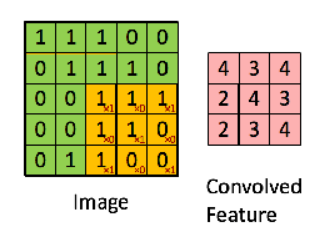 1 1 1 0 0
0 1 1 1 0 4 3 4
0 0 1×1 1×0 1×1 2 4 3
0 0 1×0 1×1 0×0 2 3 4
0 1 1×1 0×0 0×1
Image
Convolved
Feature